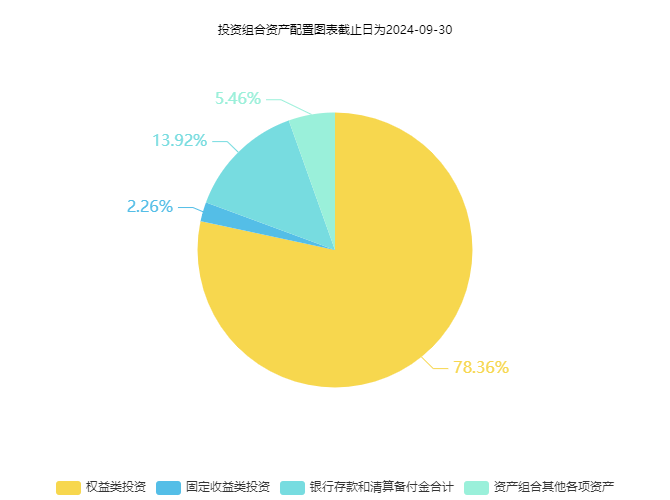 投资组合资产配置图表截止日为2024-09-30
5.46%
13.92%
2.26%
78.36%
权益类投资 固定收益类投资 银行存款和清算备付金合计 资产组合其他各项资产